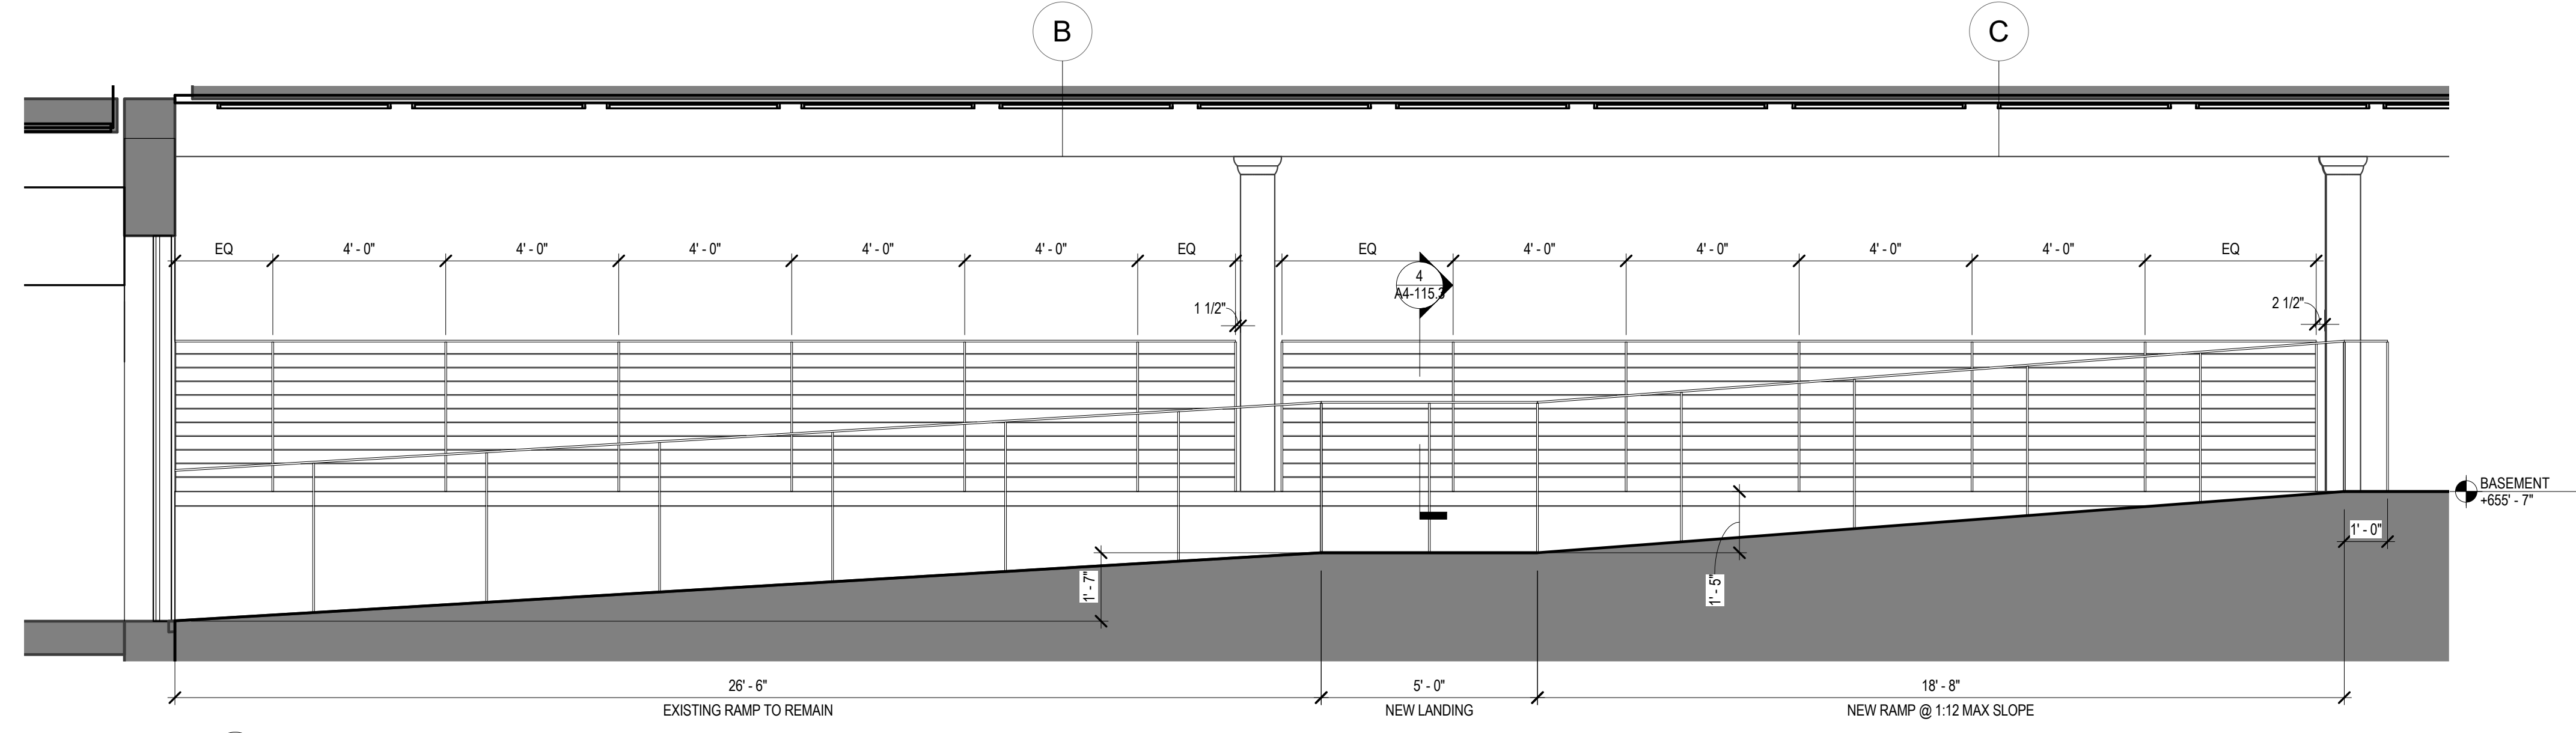 B
C
EQ
4' - 0"
4' - 0"
4' - 0"
4' - 0"
4' - 0"
EQ
EQ
4' - 0"
4' - 0"
4' - 0"
4' - 0"
EQ
4
A4-115.3
1 1/2"
2 1/2"
BASEMENT
+655' - 7"
1' - 0"
1' - 7"
1' - 5"
26' - 6"
EXISTING RAMP TO REMAIN
5' - 0"
NEW LANDING
18' - 8"
NEW RAMP @ 1:12 MAX SLOPE